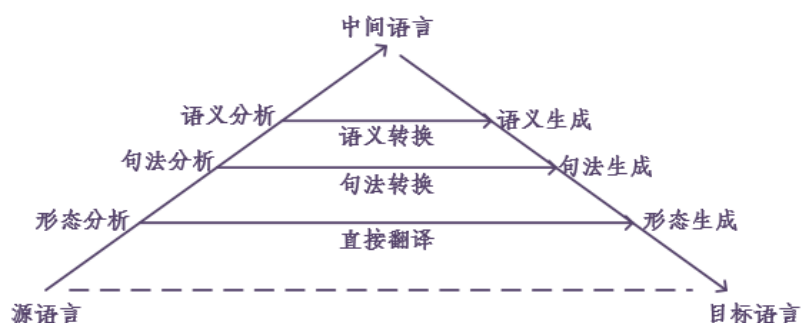 中间语言
语义分析
语义生成
语义转换
句法分析
句法生成
句法转换
形态分析
形态生成
直接翻译
源语言
目标语言